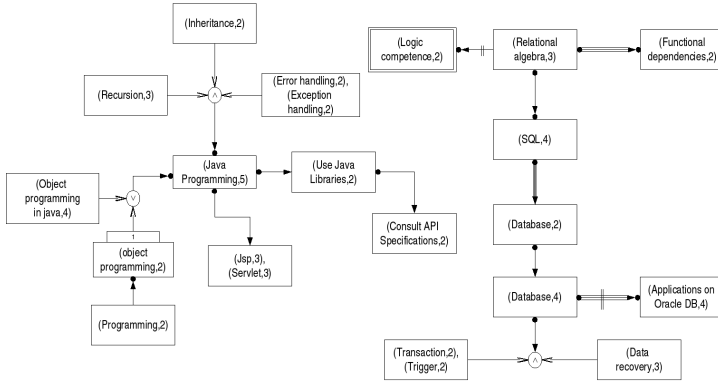 (Inheritance,2)
(Logic
competence,2)
(Relational
algebra,3)
(Functional
dependencies,2)
(Recursion,3)
^
(Error handling,2),
(Exception
handling,2)
(SQL,4)
(Java
Programming,5)
(Use Java
Libraries,2)
(Object
programming
in java,4)
v
1
(object
programming,2)
(Consult API
Specifications,2)
(Database,2)
(Jsp,3),
(Servlet,3)
(Programming,2)
(Database,4)
(Applications on
Oracle DB,4)
(Transaction,2),
(Trigger,2)
^
(Data
recovery,3)